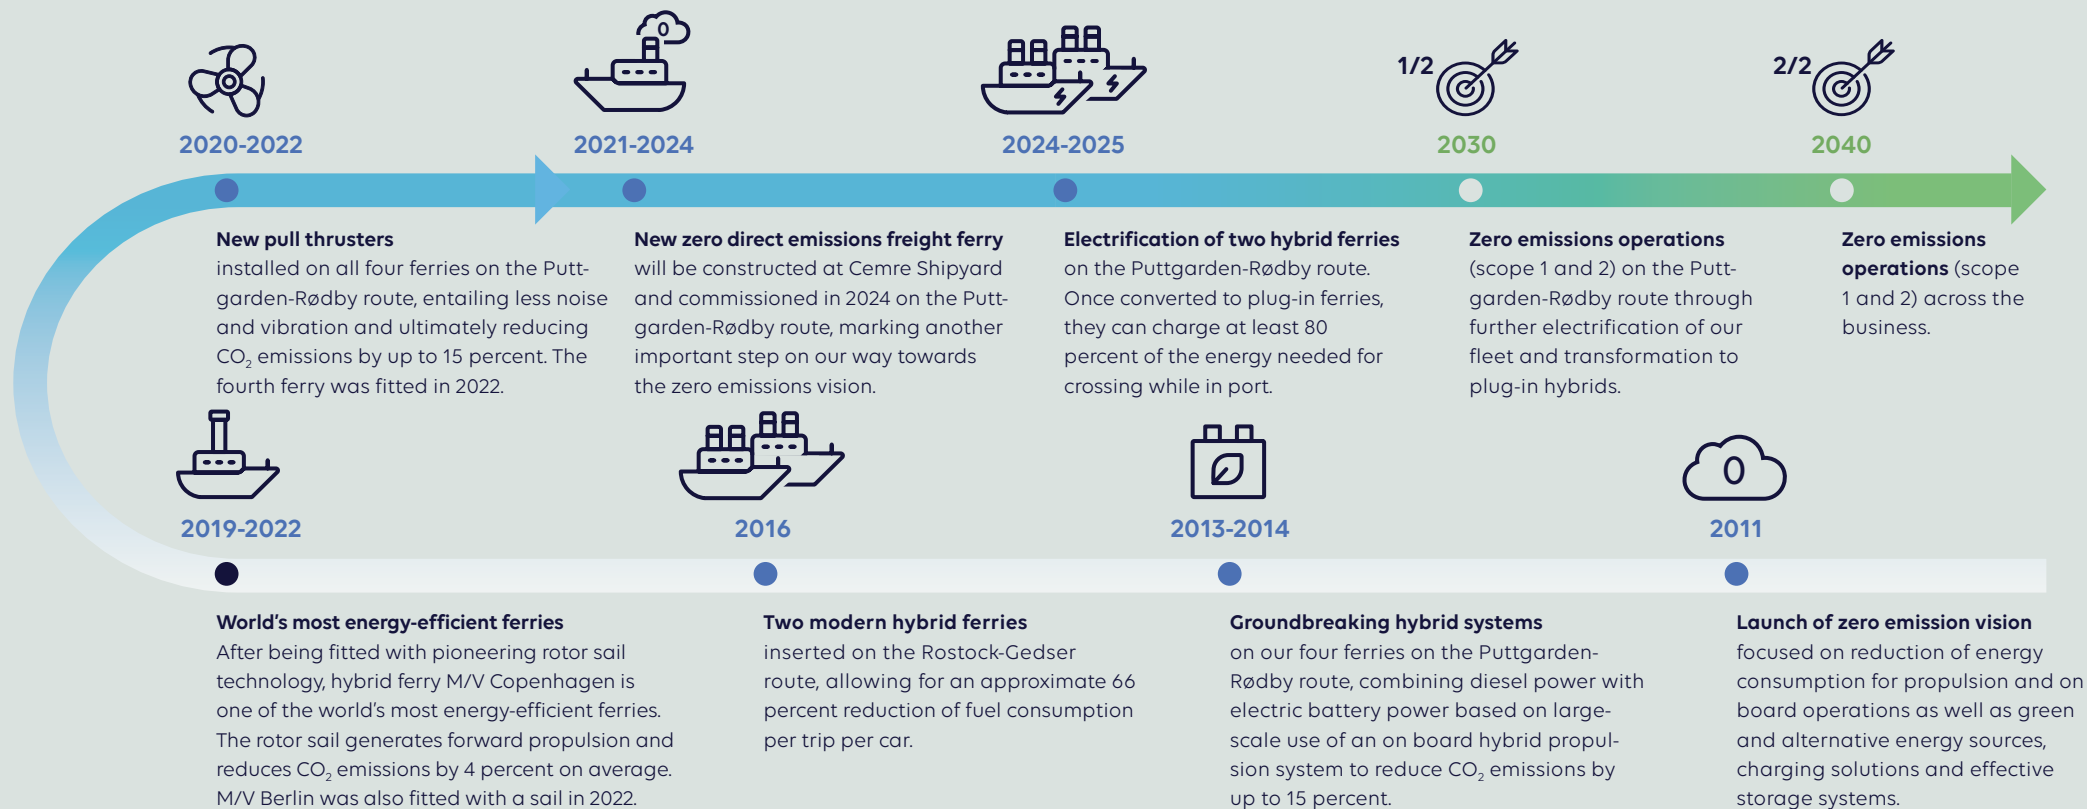 0
1/2
2/2
2020-2022
2021-2024
2024-2025
2030
2040
New pull thrusters
installed on all four ferries on the Putt-
garden-Rødby route, entailing less noise
and vibration and ultimately reducing
CO₂ emissions by up to 15 percent. The
fourth ferry was fitted in 2022.
New zero direct emissions freight ferry
will be constructed at Cemre Shipyard
and commissioned in 2024 on the Putt-
garden-Rødby route, marking another
important step on our way towards
the zero emissions vision.
Electrification of two hybrid ferries
on the Puttgarden-Rødby route.
Once converted to plug-in ferries,
they can charge at least 80
percent of the energy needed for
crossing while in port.
Zero emissions operations
(scope 1 and 2) on the Putt-
garden-Rødby route through
further electrification of our
fleet and transformation to
plug-in hybrids.
Zero emissions
operations (scope
1 and 2) across the
business.
0
2019-2022
2016
2013-2014
2011
World's most energy-efficient ferries
After being fitted with pioneering rotor sail
technology, hybrid ferry M/V Copenhagen is
one of the world's most energy-efficient ferries.
The rotor sail generates forward propulsion and
reduces CO₂ emissions by 4 percent on average.
M/V Berlin was also fitted with a sail in 2022.
Two modern hybrid ferries
inserted on the Rostock-Gedser
route, allowing for an approximate 66
percent reduction of fuel consumption
per trip per car.
Groundbreaking hybrid systems
on our four ferries on the Puttgarden-
Rødby route, combining diesel power with
electric battery power based on large-
scale use of an on board hybrid propul-
sion system to reduce CO₂ emissions by
up to 15 percent.
Launch of zero emission vision
focused on reduction of energy
consumption for propulsion and on
board operations as well as green
and alternative energy sources,
charging solutions and effective
storage systems.